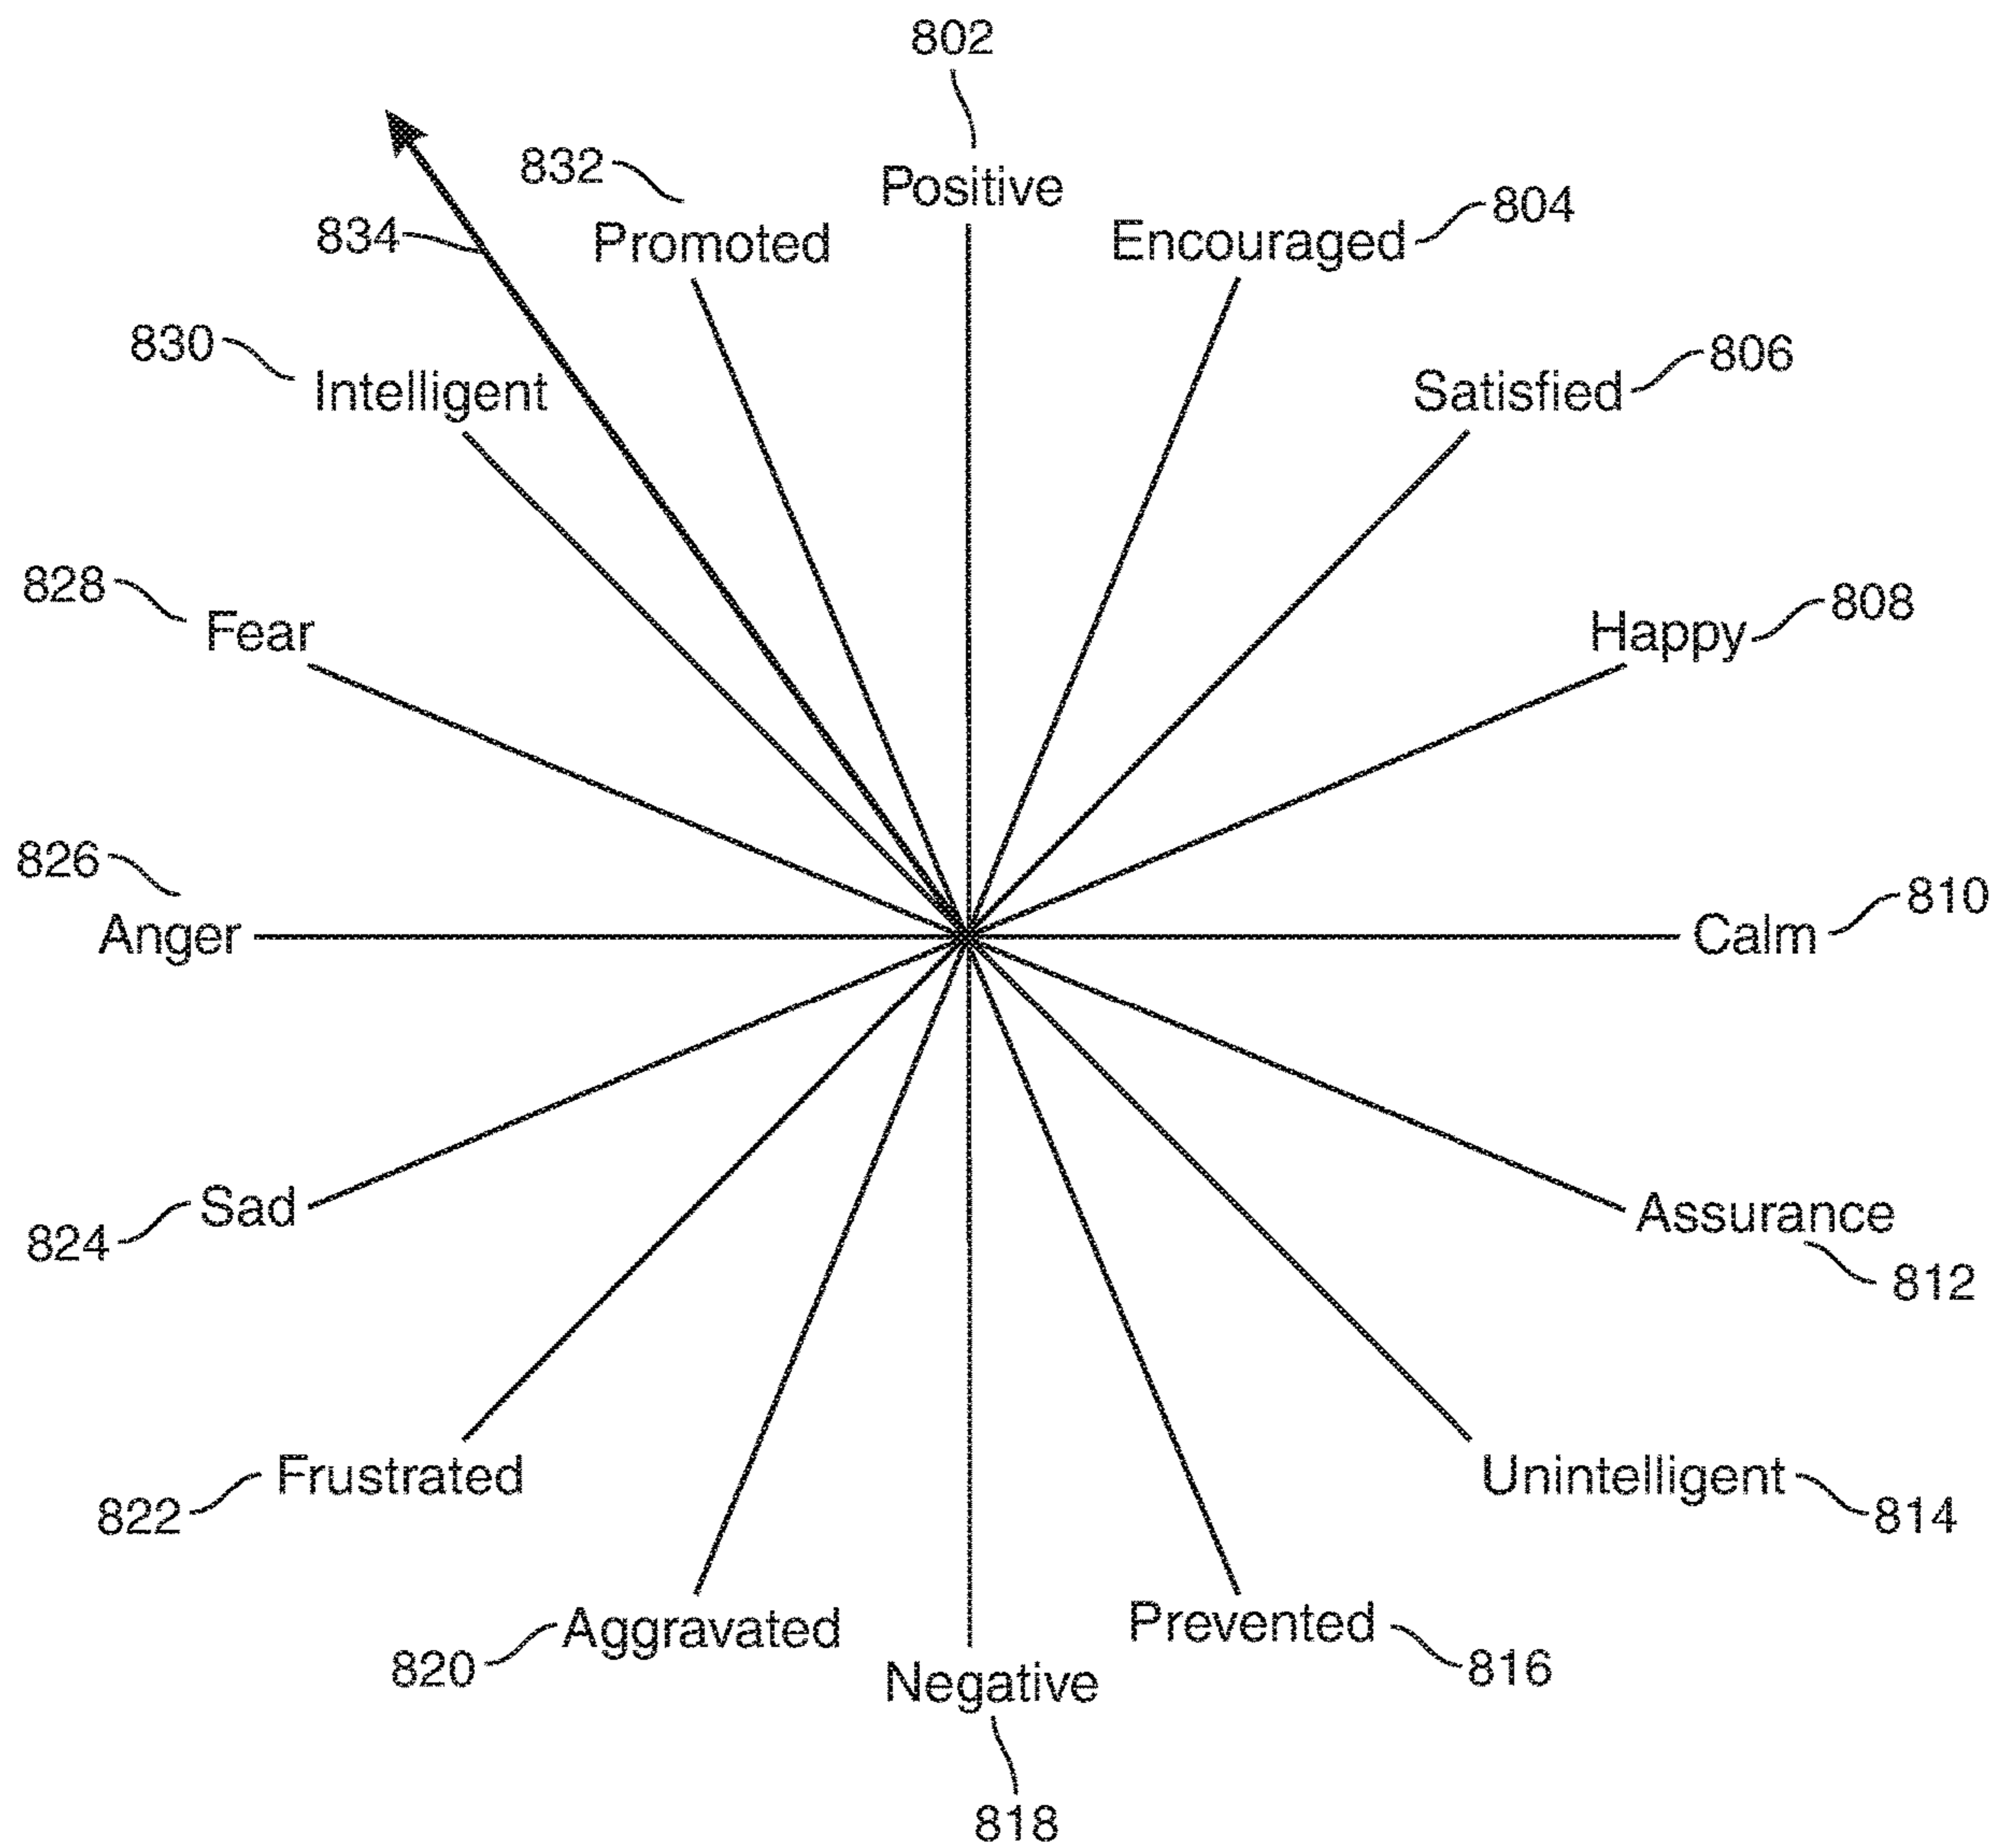 802
Positive
832
Promoted
Encouraged
804
834
830
Intelligent
Satisfied
806
828
Fear
Happy
808
826
Anger
Calm
810
Sad
824
Assurance
812
Frustrated
822
Unintelligent
814
Aggravated
820
Prevented
816
Negative
818